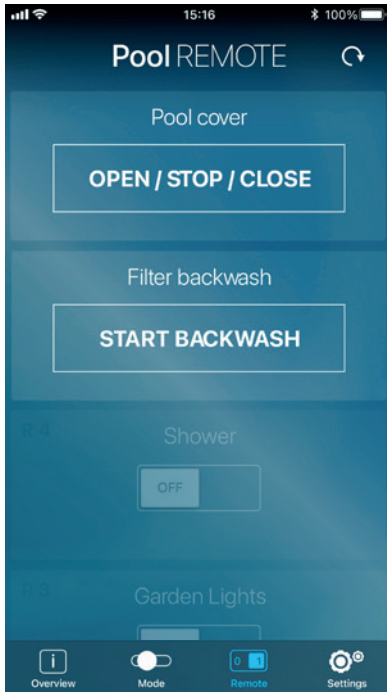 15:16
100%
Pool REMOTE
Pool cover
OPEN / STOP / CLOSE
Filter backwash
START BACKWASH
R 4
Shower
OFF
R 3
Garden Lights
i
0 1
Overview
Mode
Remote
Settings